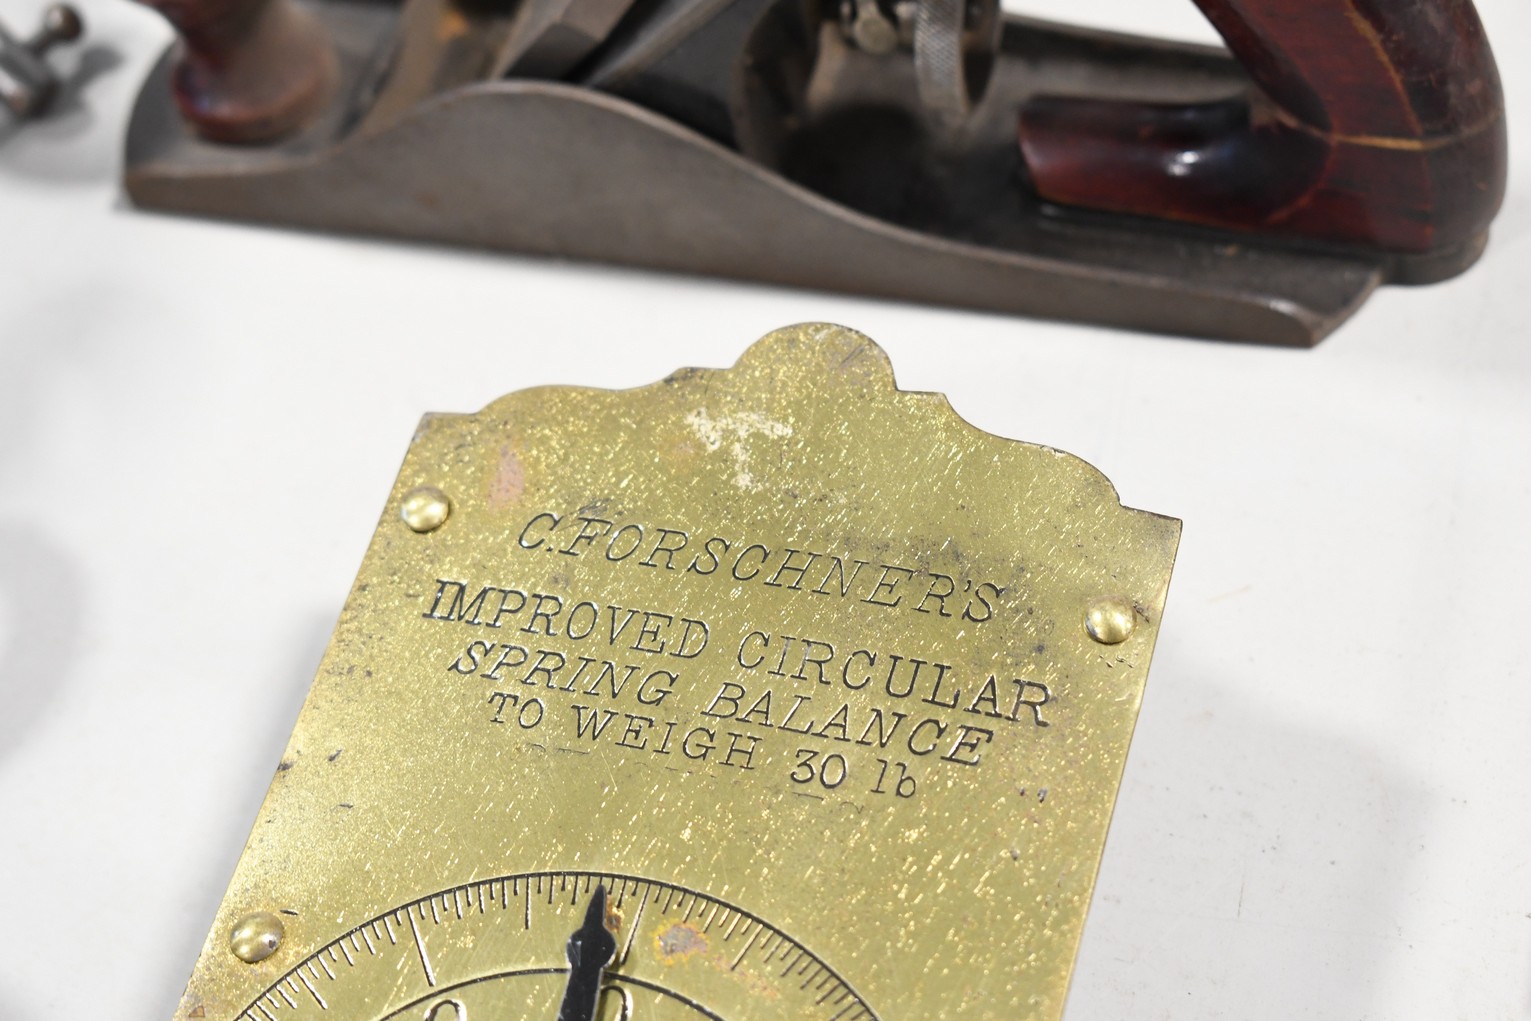 C. FORSCHNER'S
IMPROVED CIRCULAR
SPRING BALANCE
TO WEIGH 30 lb